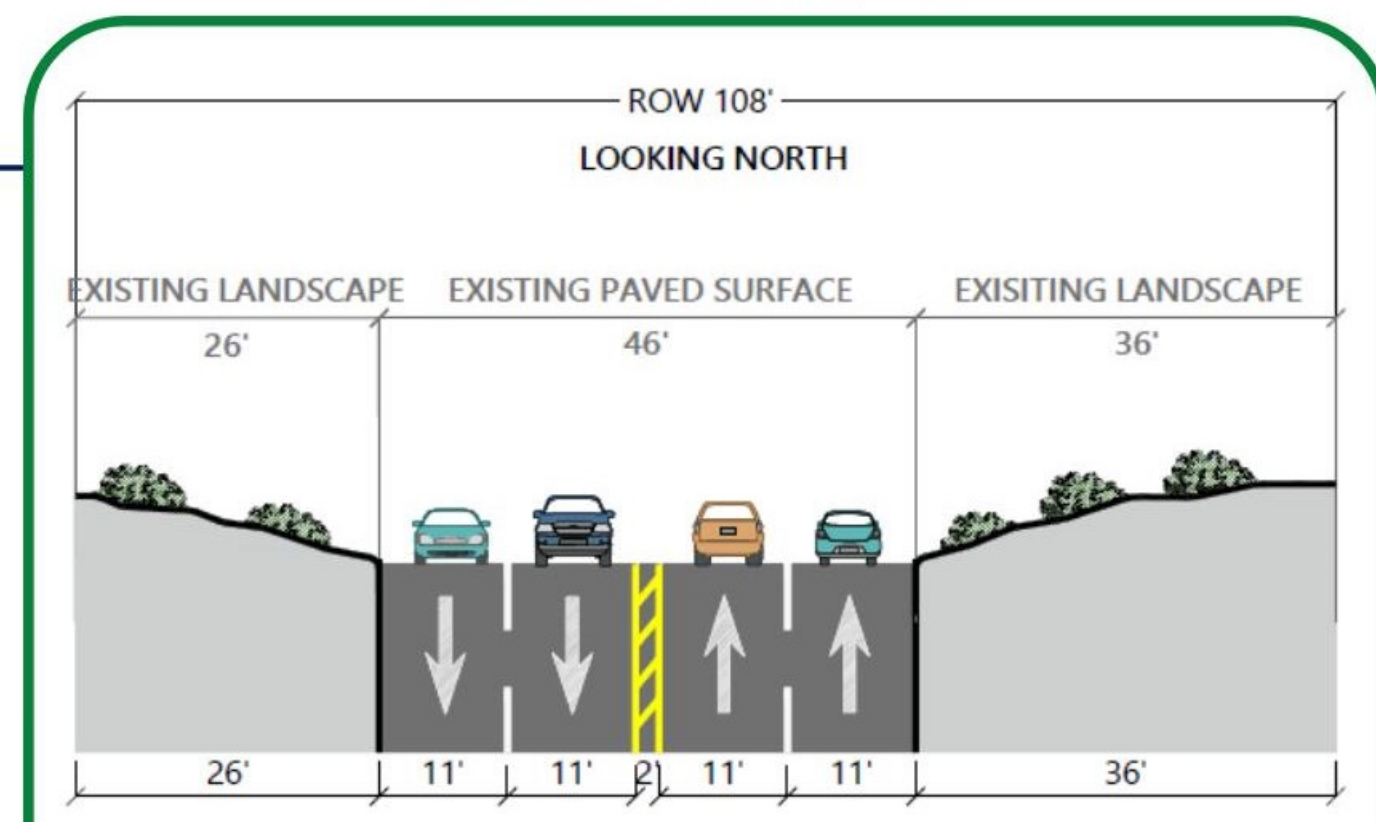 ROW 108'
LOOKING NORTH
EXISTING LANDSCAPE EXISTING PAVED SURFACE EXISITING LANDSCAPE
26' 46' 36'
26' 11' 11' 2' 11' 11' 36'